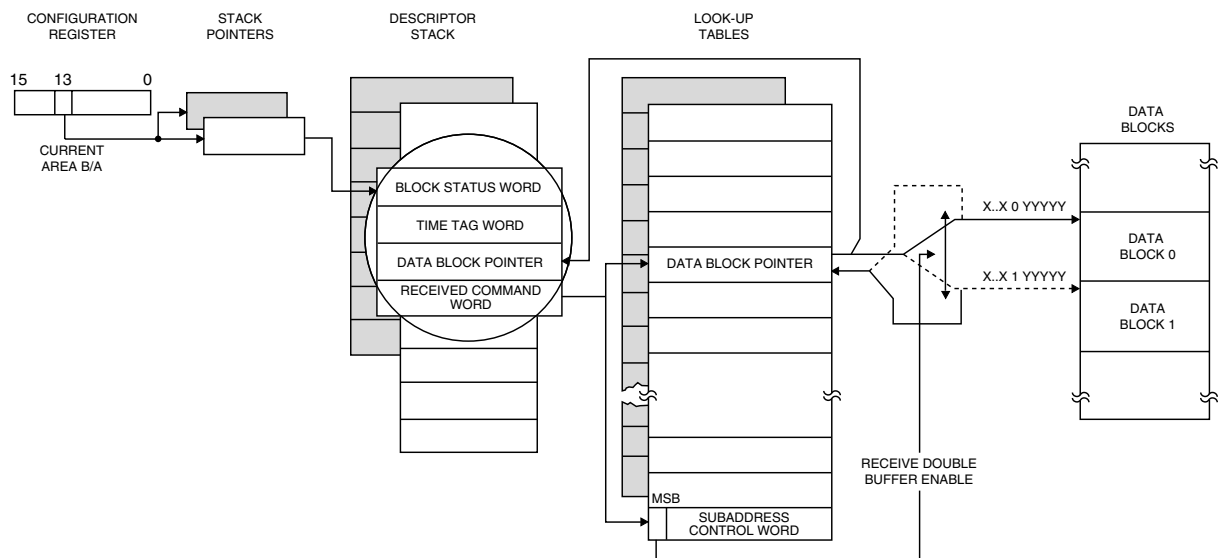 CONFIGURATION
REGISTER
STACK
POINTERS
DESCRIPTOR
STACK
LOOK-UP
TABLES
15 13 0
CURRENT
AREA B/A
BLOCK STATUS WORD
TIME TAG WORD
DATA BLOCK POINTER
RECEIVED COMMAND
WORD
DATA BLOCK POINTER
MSB
SUBADDRESS
CONTROL WORD
RECEIVE DOUBLE
BUFFER ENABLE
X..X 0 YYYYY
X..X 1 YYYYY
DATA
BLOCKS
DATA
BLOCK 0
DATA
BLOCK 1